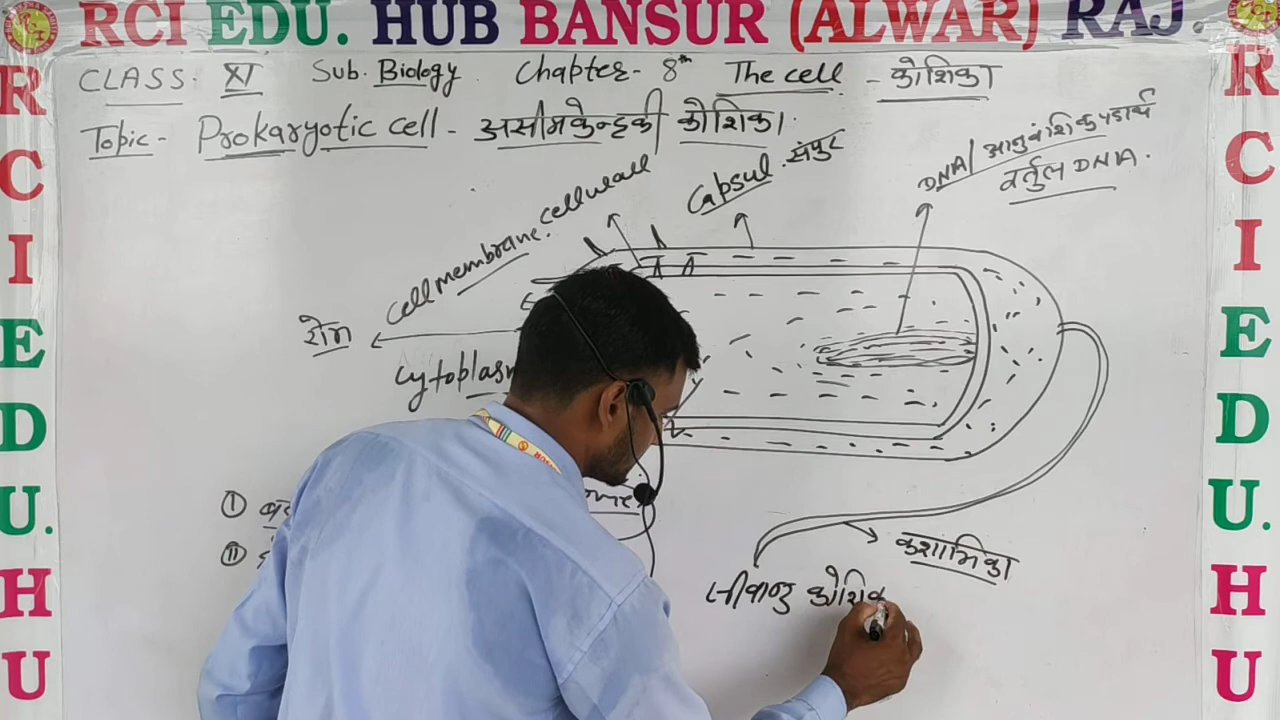 RCI EDU. HUB BANSUR (ALWAR) RAJ.
CLASS. XI Sub. Biology. Chapter- 8th The cell - कोशिका
Topic- Prokaryotic cell - असीमकेन्द्रकी कोशिका.
DNA/ आनुवंशिक पदार्थ
वर्तुल DNA.
Capsul. संपुट
cell wall
cell membrane.
रोम
cytoplasm
I
II
कशाभिका
जीवाणु कोशिक
R C I E D U. H U
R C I E D U. H U